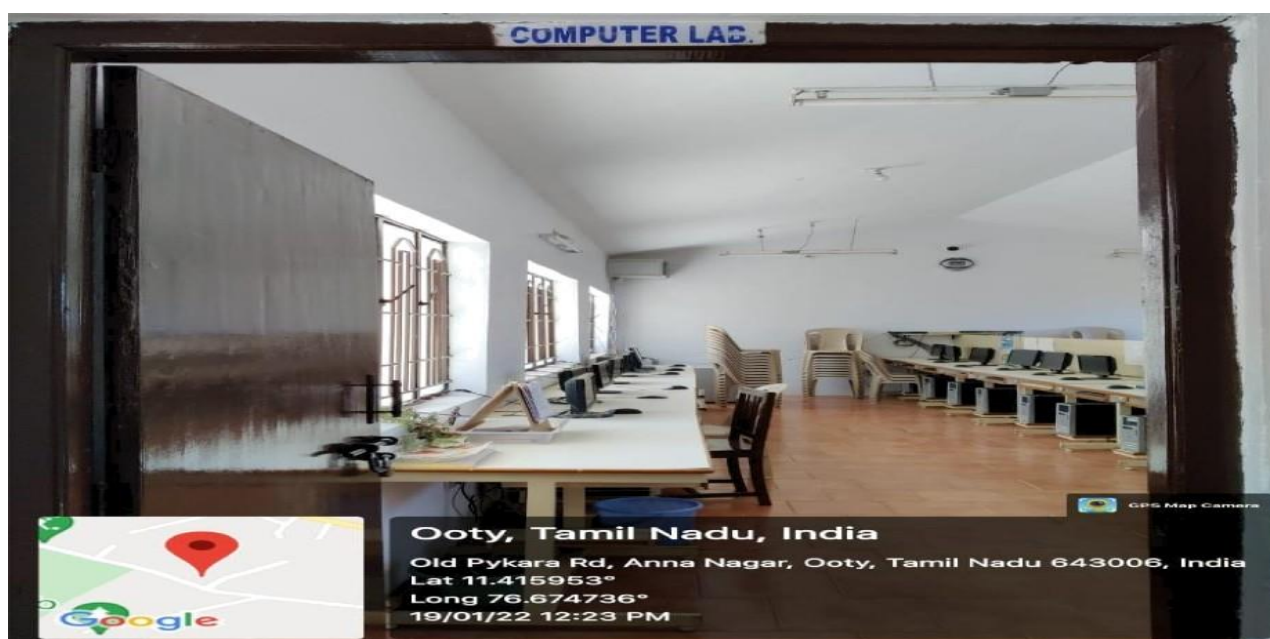 COMPUTER LAB.
GPS Map Camera
Ooty, Tamil Nadu, India
Old Pykara Rd, Anna Nagar, Ooty, Tamil Nadu 643006, India
Lat 11.415953°
Long 76.674736°
19/01/22 12:23 PM
Google